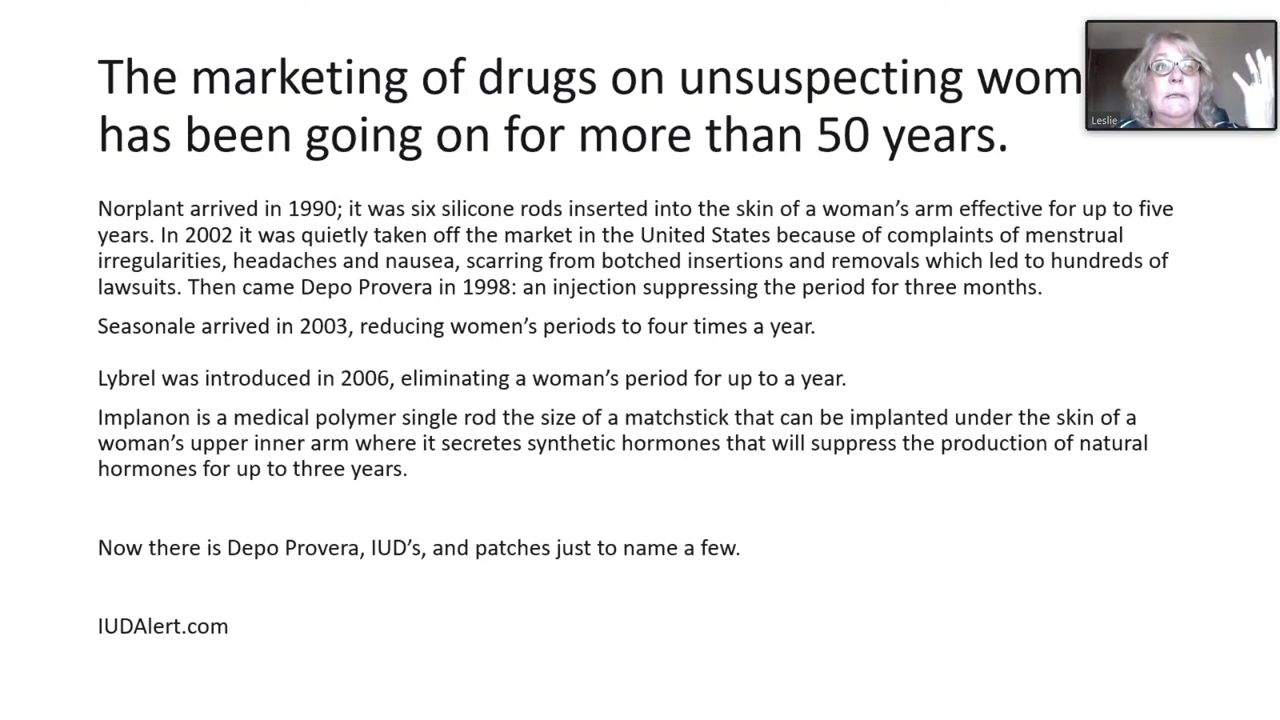 The marketing of drugs on unsuspecting wom
has been going on for more than 50 years.
Leslie
Norplant arrived in 1990; it was six silicone rods inserted into the skin of a woman's arm effective for up to five
years. In 2002 it was quietly taken off the market in the United States because of complaints of menstrual
irregularities, headaches and nausea, scarring from botched insertions and removals which led to hundreds of
lawsuits. Then came Depo Provera in 1998: an injection suppressing the period for three months.
Seasonale arrived in 2003, reducing women's periods to four times a year.
Lybrel was introduced in 2006, eliminating a woman's period for up to a year.
Implanon is a medical polymer single rod the size of a matchstick that can be implanted under the skin of a
woman's upper inner arm where it secretes synthetic hormones that will suppress the production of natural
hormones for up to three years.
Now there is Depo Provera, IUD's, and patches just to name a few.
IUDAlert.com